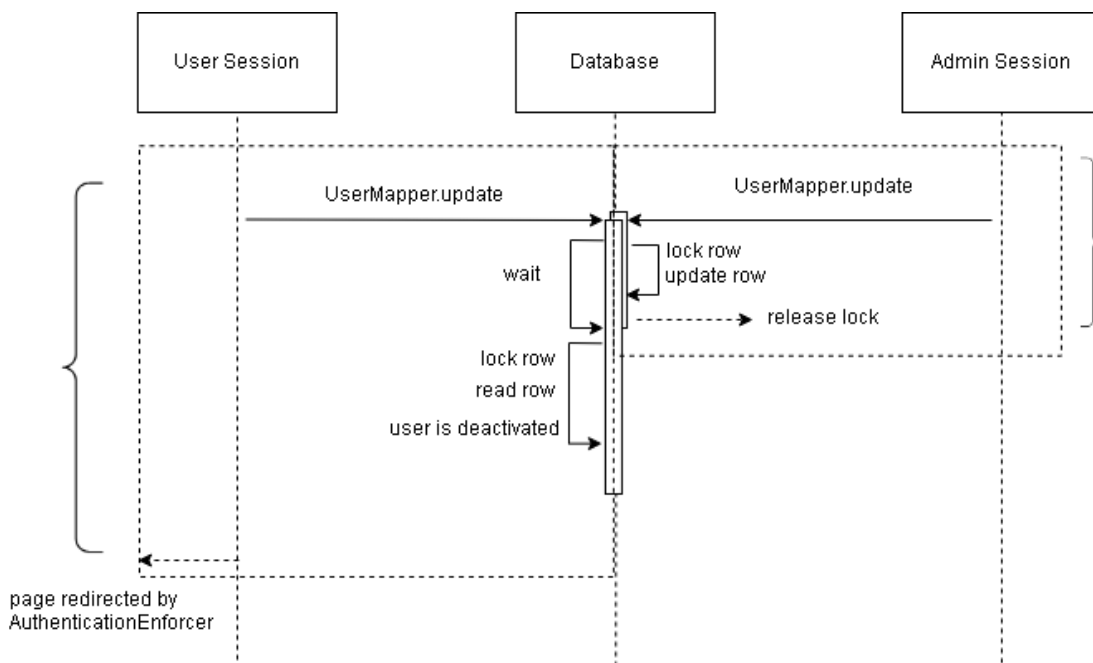 User Session
Database
Admin Session
UserMapper.update
UserMapper.update
wait
lock row
update row
release lock
lock row
read row
user is deactivated
page redirected by
AuthenticationEnforcer